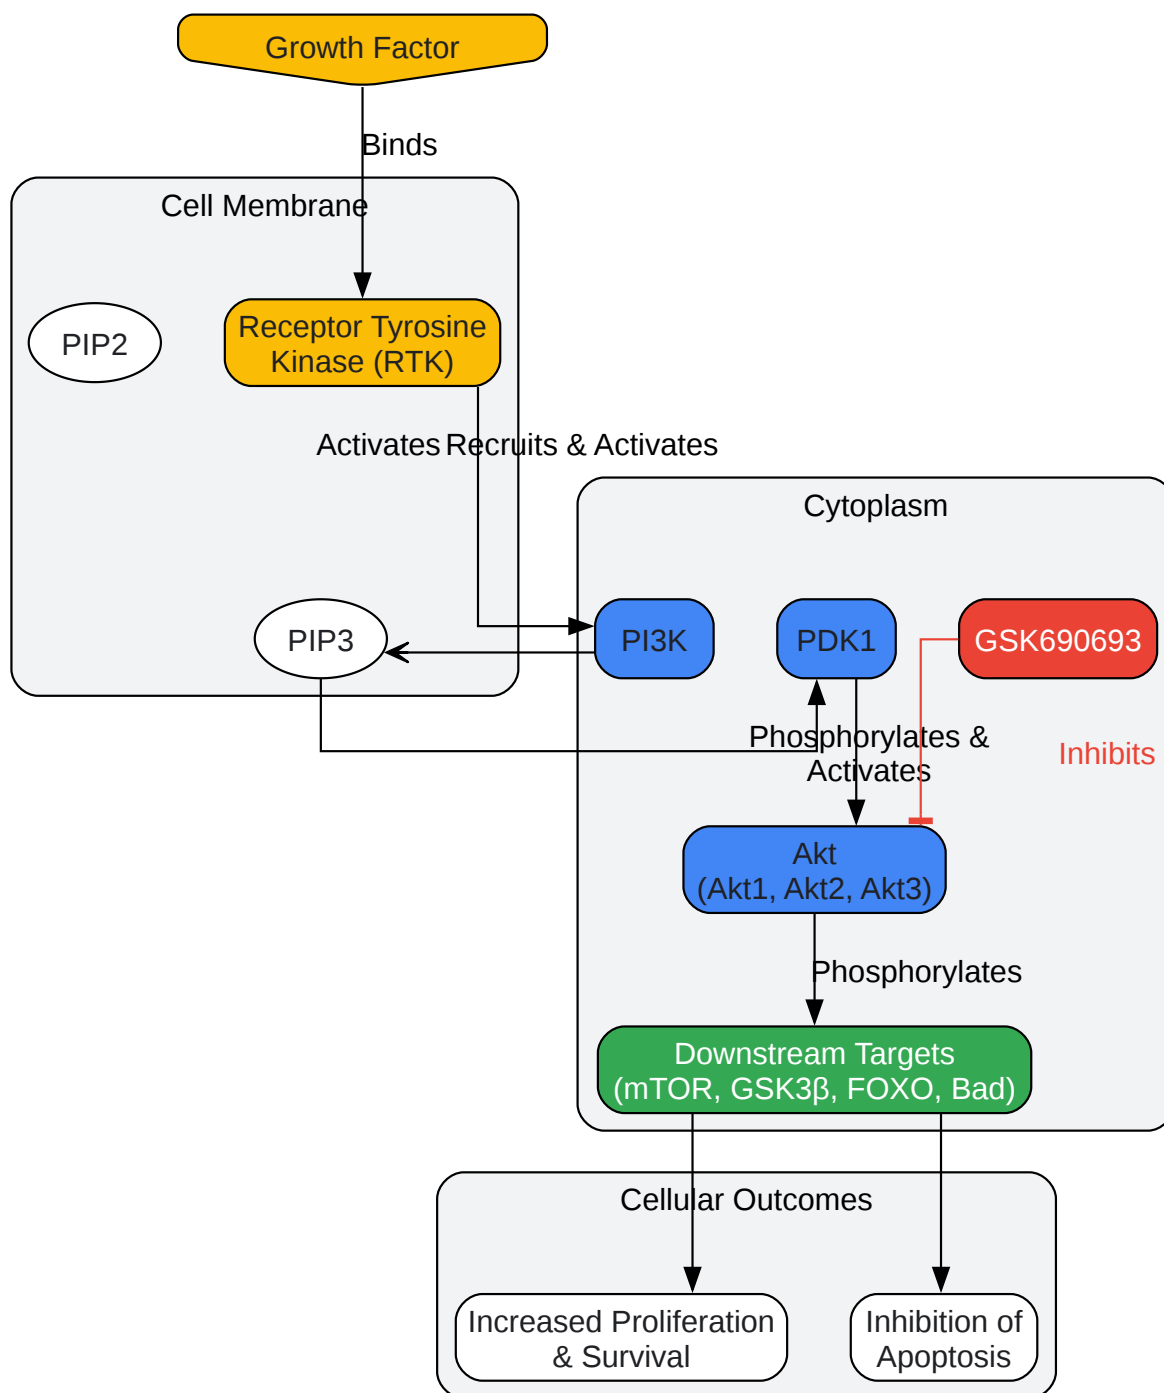 Growth Factor
Binds
Cell Membrane
PIP2
Receptor Tyrosine
Kinase (RTK)
Activates
Recruits & Activates
Cytoplasm
PIP3
PI3K
PDK1
GSK690693
Phosphorylates &
Activates
Inhibits
Akt
(Akt1, Akt2, Akt3)
Phosphorylates
Downstream Targets
(mTOR, GSK3β, FOXO, Bad)
Cellular Outcomes
Increased Proliferation
& Survival
Inhibition of
Apoptosis